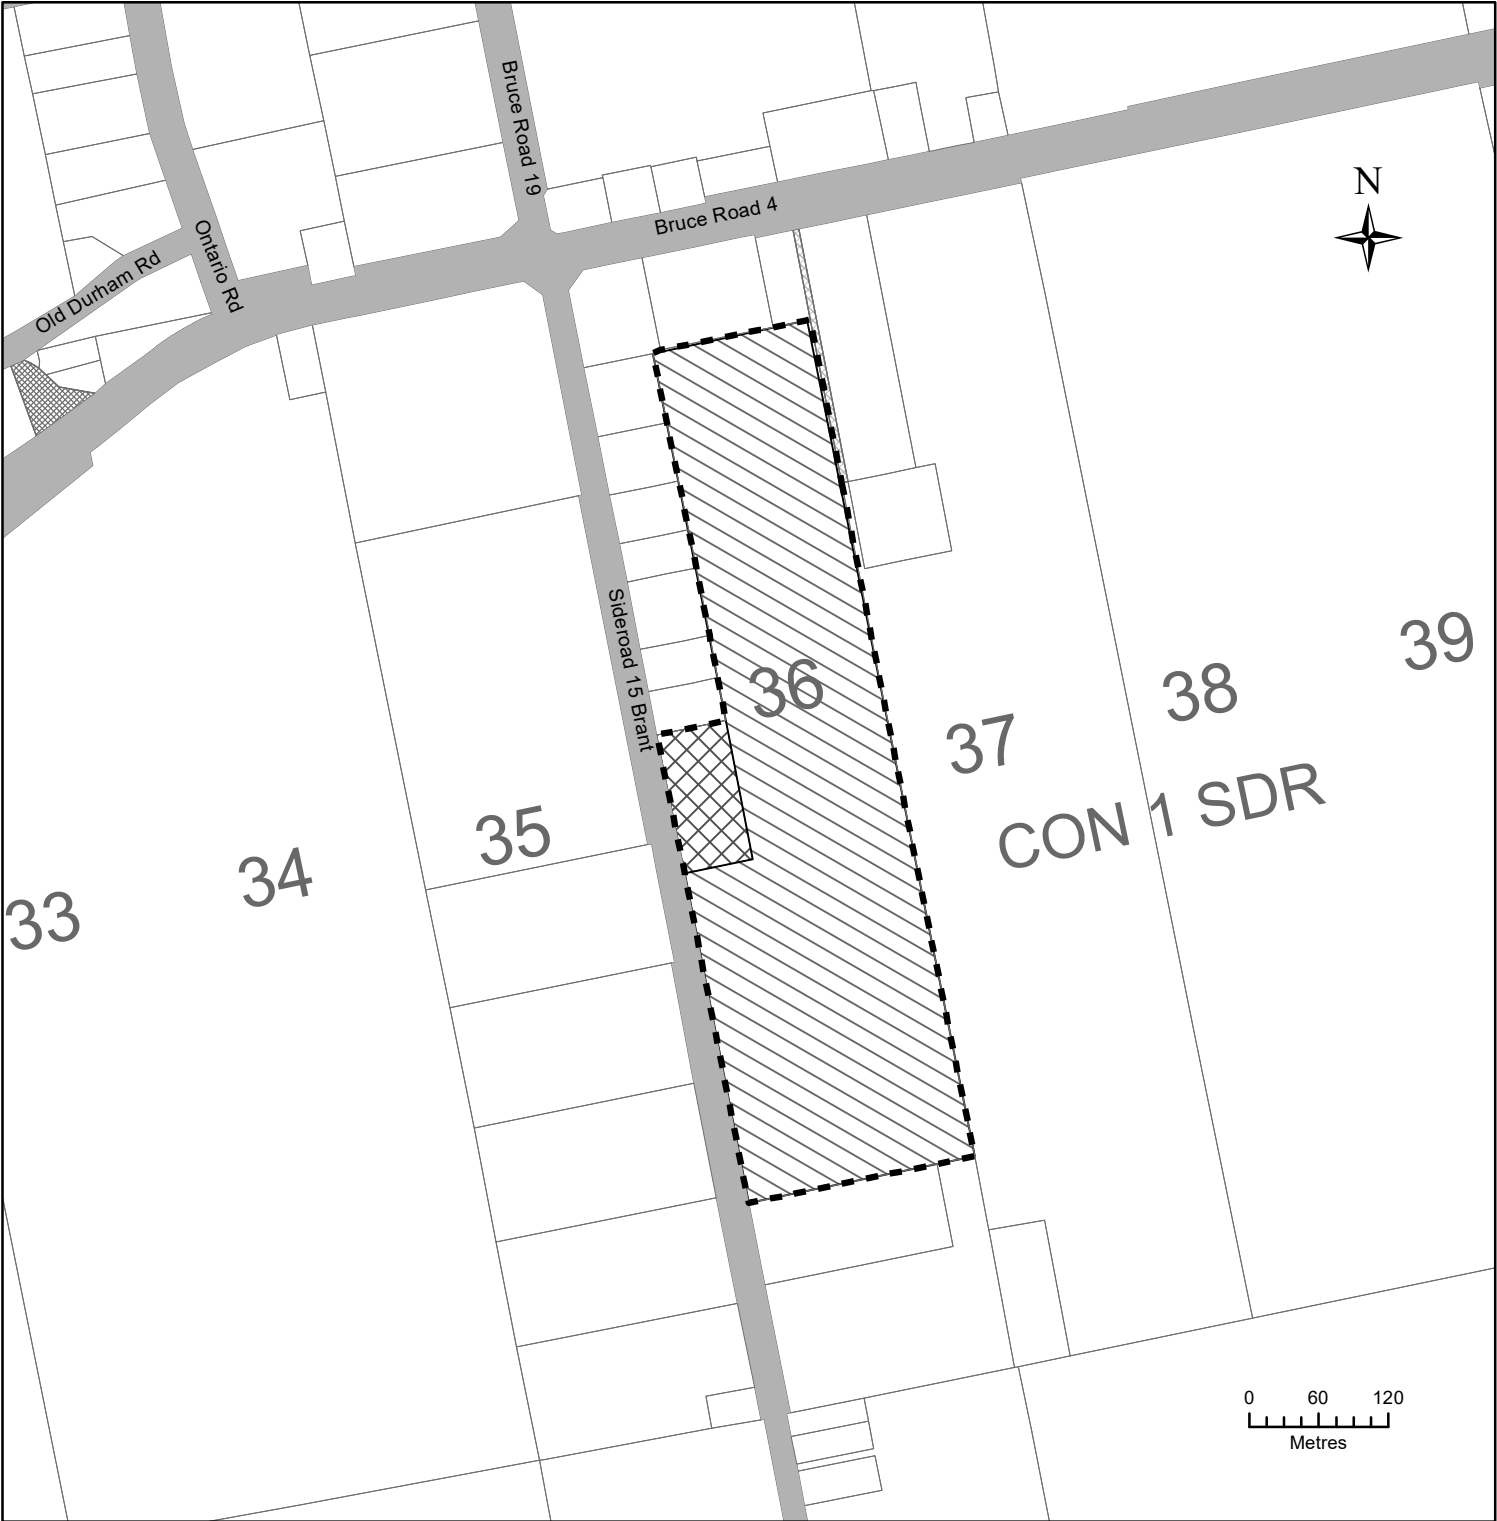 Bruce Road 19
N
Bruce Road 4
Ontario Rd
Old Durham Rd
Sideroad 15 Brant
39
36
38
37
CON 1 SDR
35
34
33
0 60 120
Metres